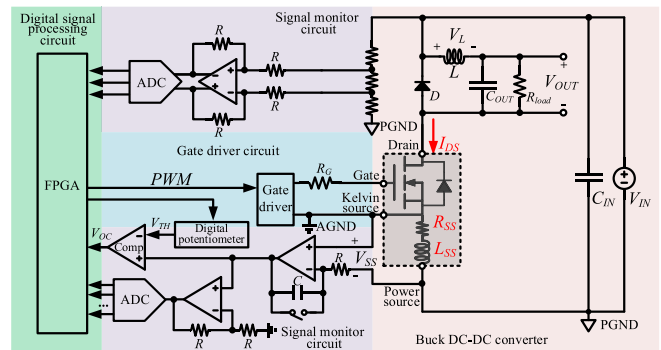 Digital signal
processing
circuit
Signal monitor
circuit
R
R
R
R
ADC
PGND
V_L
L
D
C_OUT
R_load
V_OUT
Gate driver circuit
PWM
R_G
Gate
driver
AGND
Drain
I_DS
Gate
Kelvin
source
R_SS
L_SS
Power
source
C_IN
V_IN
FPGA
V_OC
V_TH
Comp
Digital
potentiometer
V_SS
R
C
ADC
...
R
R
Signal monitor
circuit
PGND
Buck DC-DC converter